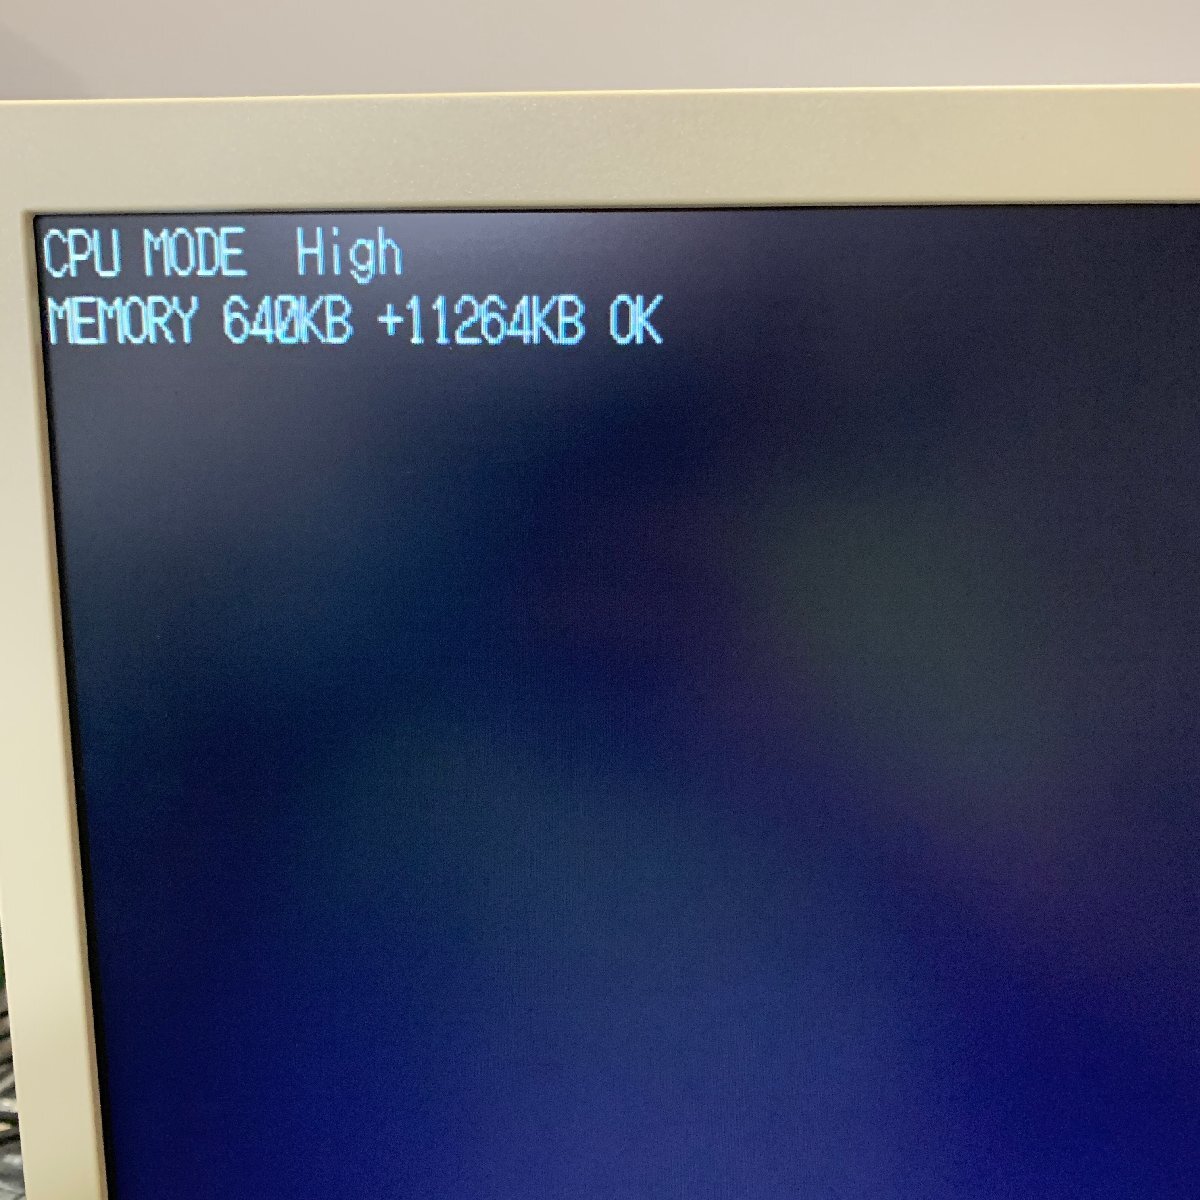 CPU MODE  High
MEMORY 640KB +11264KB OK